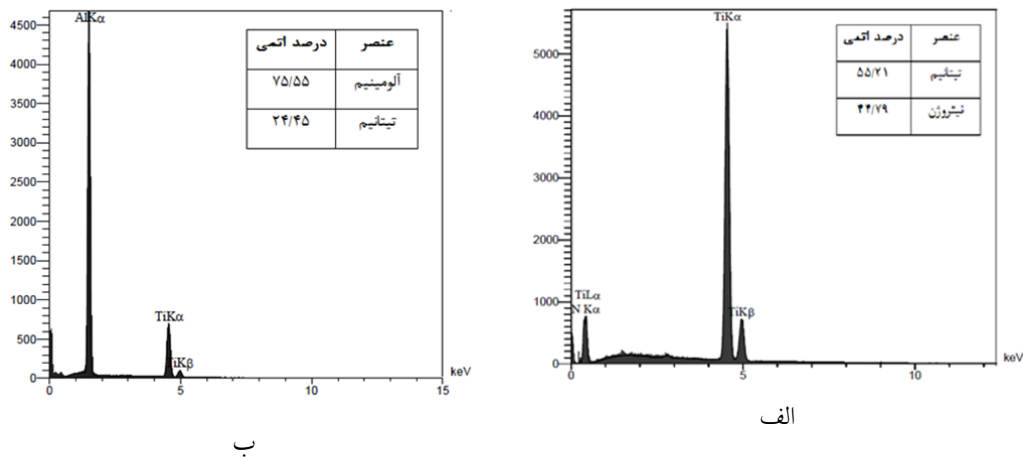 AlKα
4500
4000
3500
3000
2500
2000
1500
1000
500
0
TiKα
TiKβ
0 5 10 15
keV
عنصر درصد اتمی
آلومینیم ۷۵/۵۵
تیتانیم ۲۴/۴۵
ب
TiKα
5000
4000
3000
2000
1000
0
TiLα
N Kα
TiKβ
0 5 10
keV
عنصر درصد اتمی
تیتانیم ۵۵/۲۱
نیتروژن ۴۴/۷۹
الف